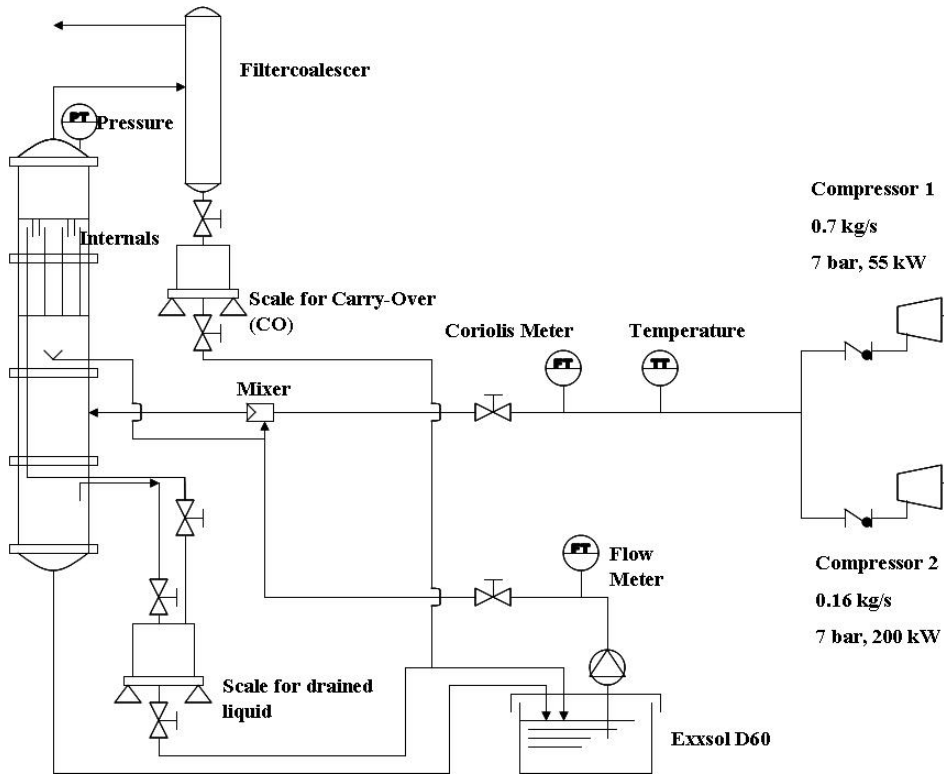 Filtercoalescer
PT
Pressure
Internals
Scale for Carry-Over
(CO)
Compressor 1
0.7 kg/s
7 bar, 55 kW
Coriolis Meter
Temperature
FT
TT
Mixer
FT
Flow
Meter
Compressor 2
0.16 kg/s
7 bar, 200 kW
Scale for drained
liquid
Exxsol D60